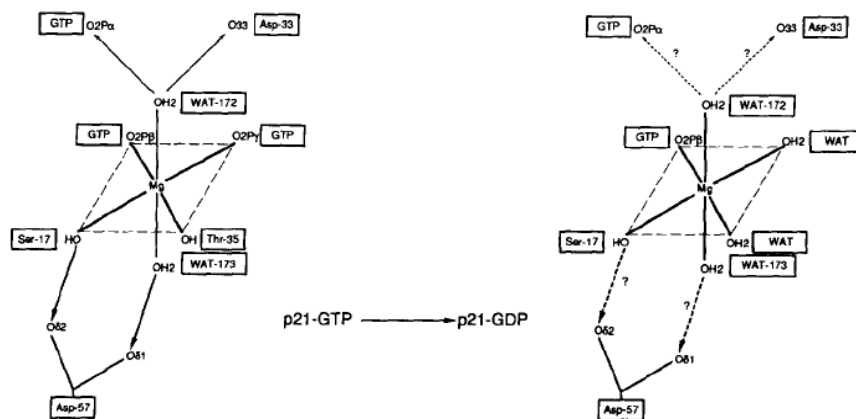 GTP O2Pα O33 Asp-33
OH2 WAT-172
GTP O2Pβ O2Pγ GTP
Mg
Ser-17 HO OH Thr-35
OH2 WAT-173
Oδ2
Oδ1
Asp-57
p21-GTP p21-GDP
GTP O2Pα ? ? O33 Asp-33
OH2 WAT-172
GTP O2Pβ OH2 WAT
Mg
Ser-17 HO OH2 WAT
OH2 WAT-173
? ?
Oδ2
Oδ1
Asp-57